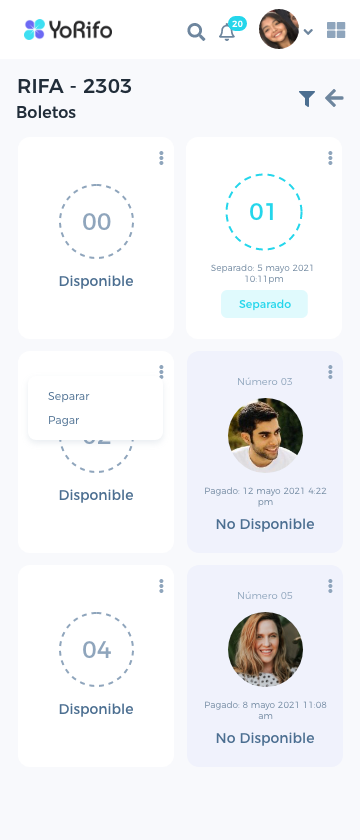 YoRifo
20
RIFA - 2303
Boletos
00
Disponible
01
Separado: 5 mayo 2021
10:11pm
Separado
Separar
Pagar
02
Disponible
Número 03
Pagado: 12 mayo 2021 4:22
pm
No Disponible
04
Disponible
Número 05
Pagado: 8 mayo 2021 11:08
am
No Disponible